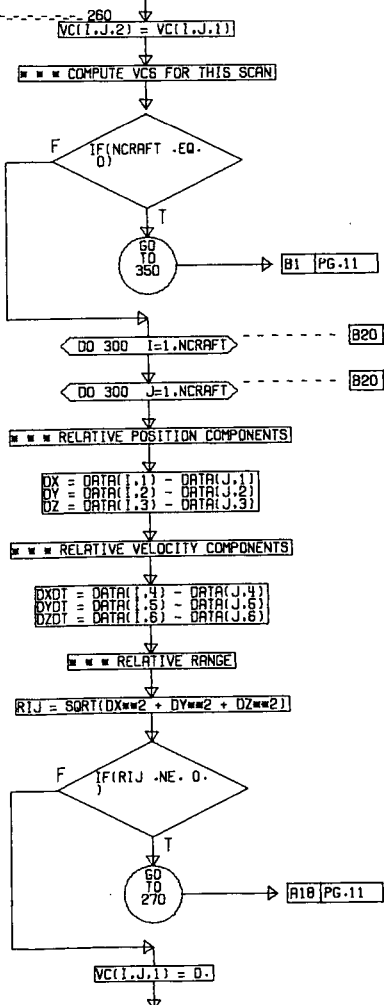 260
VC(I.J.2) = VC(I.J.1)
* * * COMPUTE VCS FOR THIS SCAN
F
IF(NCRAFT .EQ.
0)
T
GO
TO
350
B1 PG.11
DO 300 I=1.NCRAFT
B20
DO 300 J=1.NCRAFT
B20
* * * RELATIVE POSITION COMPONENTS
DX = DATA(I.1) - DATA(J.1)
DY = DATA(I.2) - DATA(J.2)
DZ = DATA(I.3) - DATA(J.3)
* * * RELATIVE VELOCITY COMPONENTS
DXDT = DATA(I.4) - DATA(J.4)
DYDT = DATA(I.5) - DATA(J.5)
DZDT = DATA(I.6) - DATA(J.6)
* * * RELATIVE RANGE
RIJ = SQRT(DX**2 + DY**2 + DZ**2)
F
IF(RIJ .NE. 0.
)
T
GO
TO
270
A18 PG.11
VC(I.J.1) = 0.